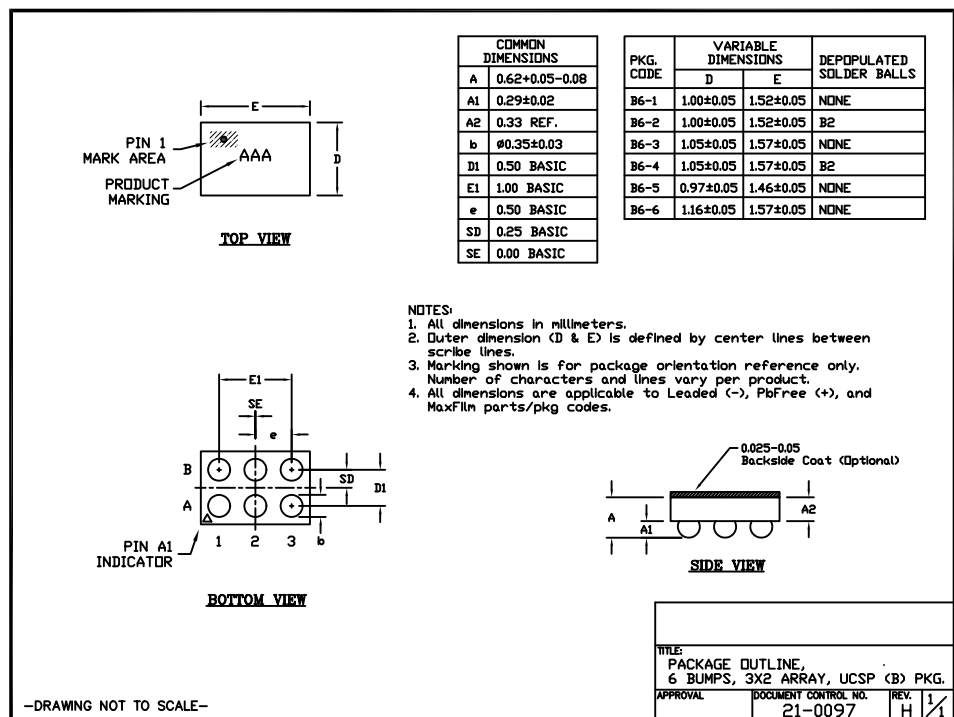 COMMON
DIMENSIONS
A 0.62+0.05-0.08
A1 0.29±0.02
A2 0.33 REF.
b ø0.35±0.03
D1 0.50 BASIC
E1 1.00 BASIC
e 0.50 BASIC
SD 0.25 BASIC
SE 0.00 BASIC
PKG. CODE VARIABLE DIMENSIONS DEPOPULATED SOLDER BALLS
D E
B6-1 1.00±0.05 1.52±0.05 NONE
B6-2 1.00±0.05 1.52±0.05 B2
B6-3 1.05±0.05 1.57±0.05 NONE
B6-4 1.05±0.05 1.57±0.05 B2
B6-5 0.97±0.05 1.46±0.05 NONE
B6-6 1.16±0.05 1.57±0.05 NONE
E
D
PIN 1
MARK AREA
AAA
PRODUCT
MARKING
TOP VIEW
NOTES:
1. All dimensions in millimeters.
2. Outer dimension (D & E) is defined by center lines between
scribe lines.
3. Marking shown is for package orientation reference only.
Number of characters and lines vary per product.
4. All dimensions are applicable to Leaded (-), PbFree (+), and
MaxFilm parts/pkg codes.
E1
SE
e
B
SD
D1
A
1 2 3 b
PIN A1
INDICATOR
BOTTOM VIEW
0.025-0.05
Backside Coat (Optional)
A
A1
A2
SIDE VIEW
TITLE:
PACKAGE OUTLINE,
6 BUMPS, 3X2 ARRAY, UCSP (B) PKG.
APPROVAL DOCUMENT CONTROL NO. REV.
21-0097 H 1/1
-DRAWING NOT TO SCALE-